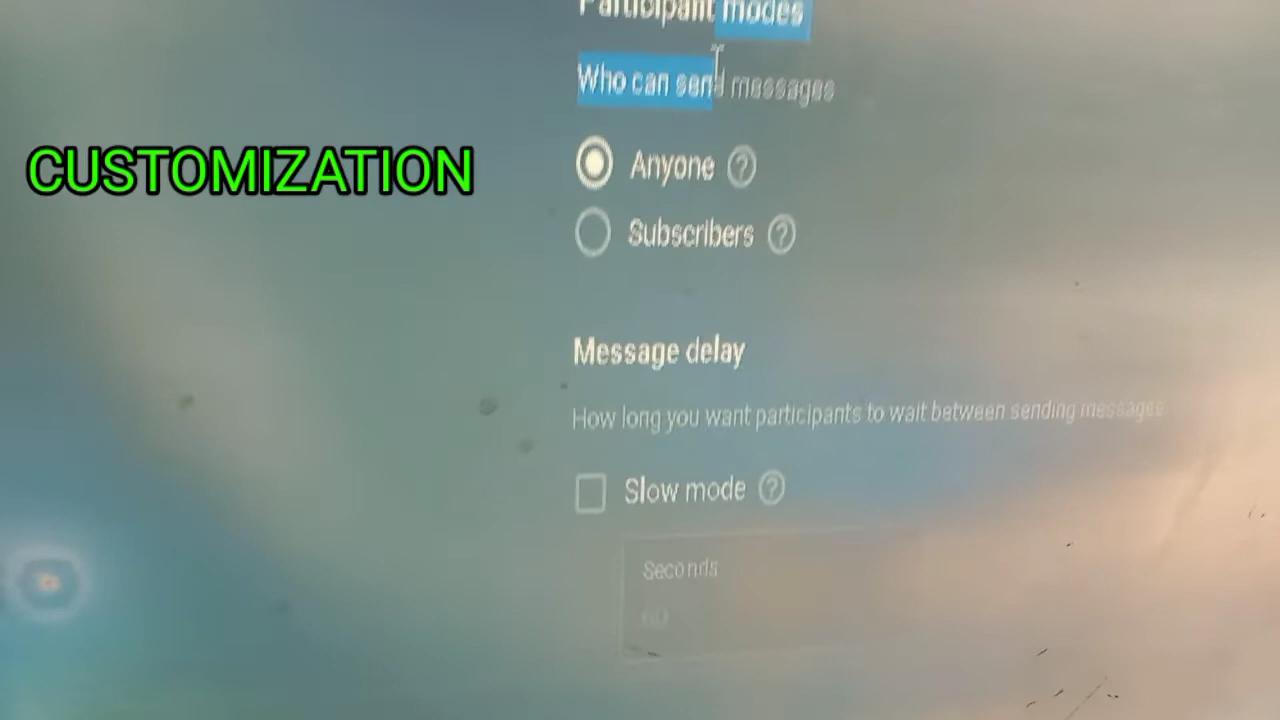 Participant modes
Who can send messages
CUSTOMIZATION
Anyone
Subscribers
Message delay
How long you want participants to wait between sending messages
Slow mode
Seconds
60